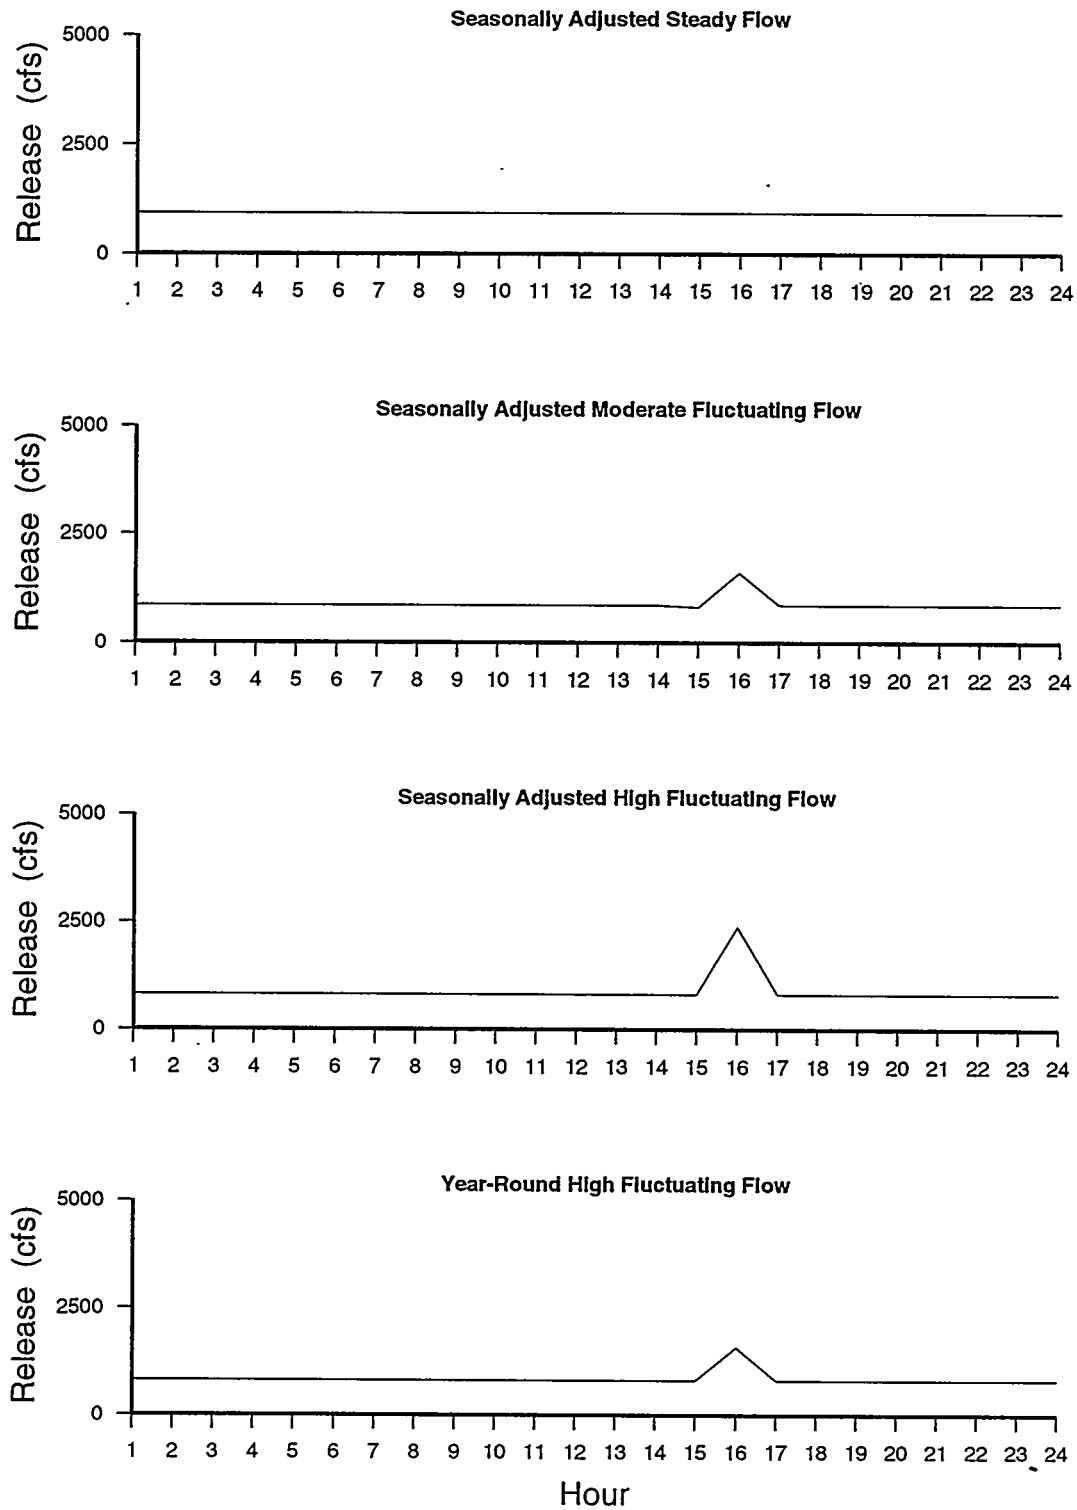 Seasonally Adjusted Steady Flow
5000
2500
0
Release (cfs)
1 2 3 4 5 6 7 8 9 10 11 12 13 14 15 16 17 18 19 20 21 22 23 24
Seasonally Adjusted Moderate Fluctuating Flow
5000
2500
0
Release (cfs)
1 2 3 4 5 6 7 8 9 10 11 12 13 14 15 16 17 18 19 20 21 22 23 24
Seasonally Adjusted High Fluctuating Flow
5000
2500
0
Release (cfs)
1 2 3 4 5 6 7 8 9 10 11 12 13 14 15 16 17 18 19 20 21 22 23 24
Year-Round High Fluctuating Flow
5000
2500
0
Release (cfs)
1 2 3 4 5 6 7 8 9 10 11 12 13 14 15 16 17 18 19 20 21 22 23 24
Hour